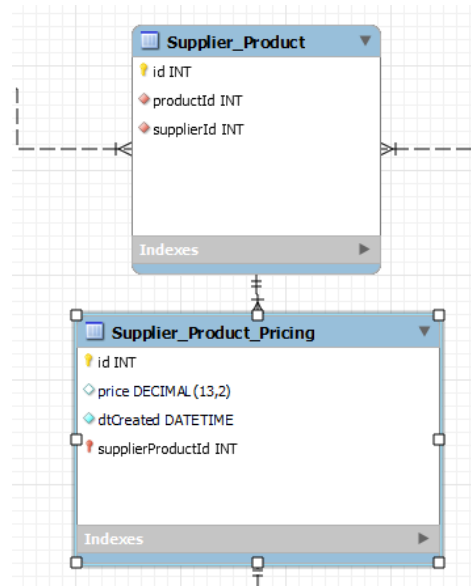 Supplier_Product
id INT
productId INT
supplierId INT
Indexes
Supplier_Product_Pricing
id INT
price DECIMAL(13,2)
dtCreated DATETIME
supplierProductId INT
Indexes